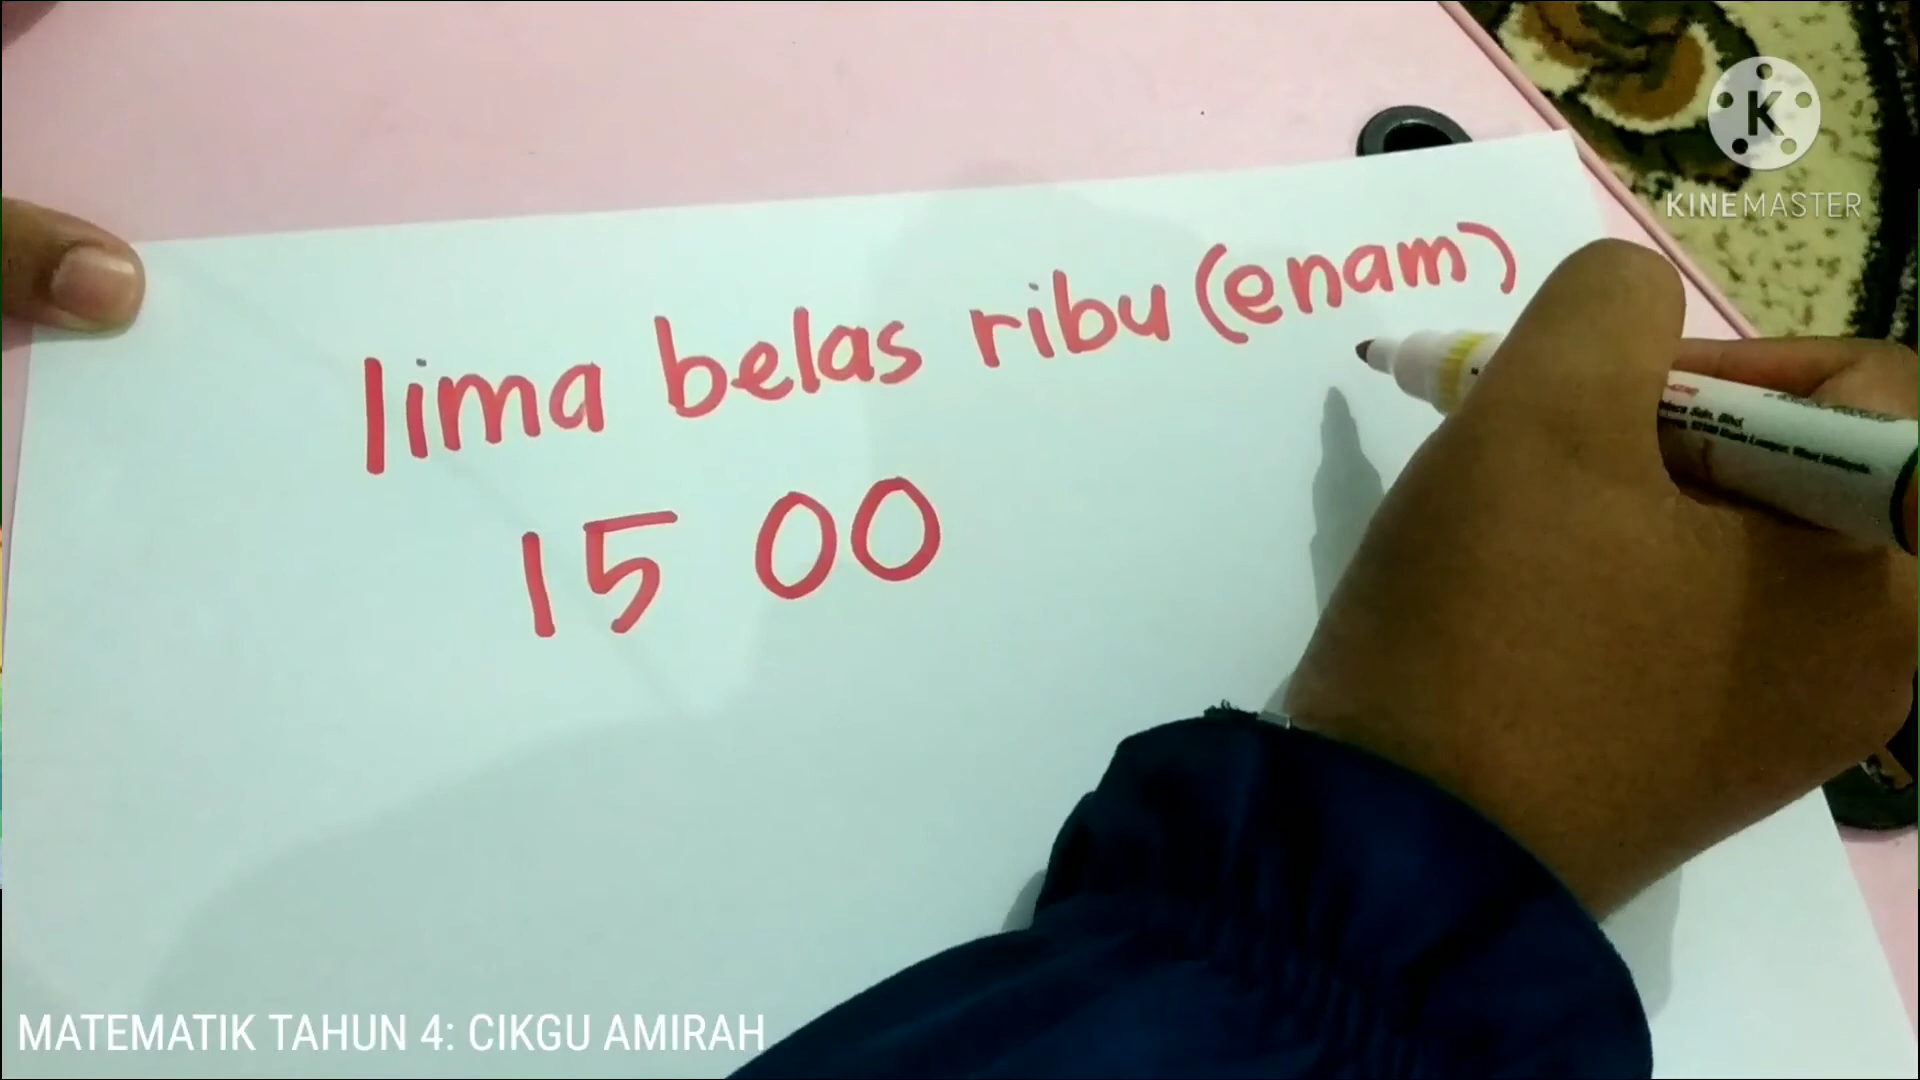 K
KINEMASTER
lima belas ribu (enam)
15 00
MATEMATIK TAHUN 4: CIKGU AMIRAH